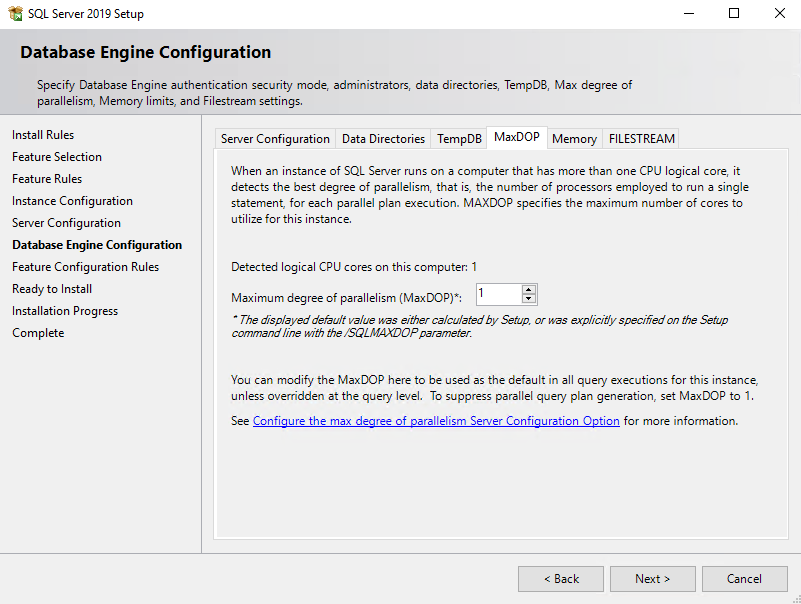 SQL Server 2019 Setup
Database Engine Configuration
Specify Database Engine authentication security mode, administrators, data directories, TempDB, Max degree of
parallelism, Memory limits, and Filestream settings.
Install Rules
Feature Selection
Feature Rules
Instance Configuration
Server Configuration
Database Engine Configuration
Feature Configuration Rules
Ready to Install
Installation Progress
Complete
Server Configuration Data Directories TempDB MaxDOP Memory FILESTREAM
When an instance of SQL Server runs on a computer that has more than one CPU logical core, it
detects the best degree of parallelism, that is, the number of processors employed to run a single
statement, for each parallel plan execution. MAXDOP specifies the maximum number of cores to
utilize for this instance.
Detected logical CPU cores on this computer: 1
Maximum degree of parallelism (MaxDOP)*: 1
* The displayed default value was either calculated by Setup, or was explicitly specified on the Setup
command line with the /SQLMAXDOP parameter.
You can modify the MaxDOP here to be used as the default in all query executions for this instance,
unless overridden at the query level. To suppress parallel query plan generation, set MaxDOP to 1.
See Configure the max degree of parallelism Server Configuration Option for more information.
< Back Next > Cancel